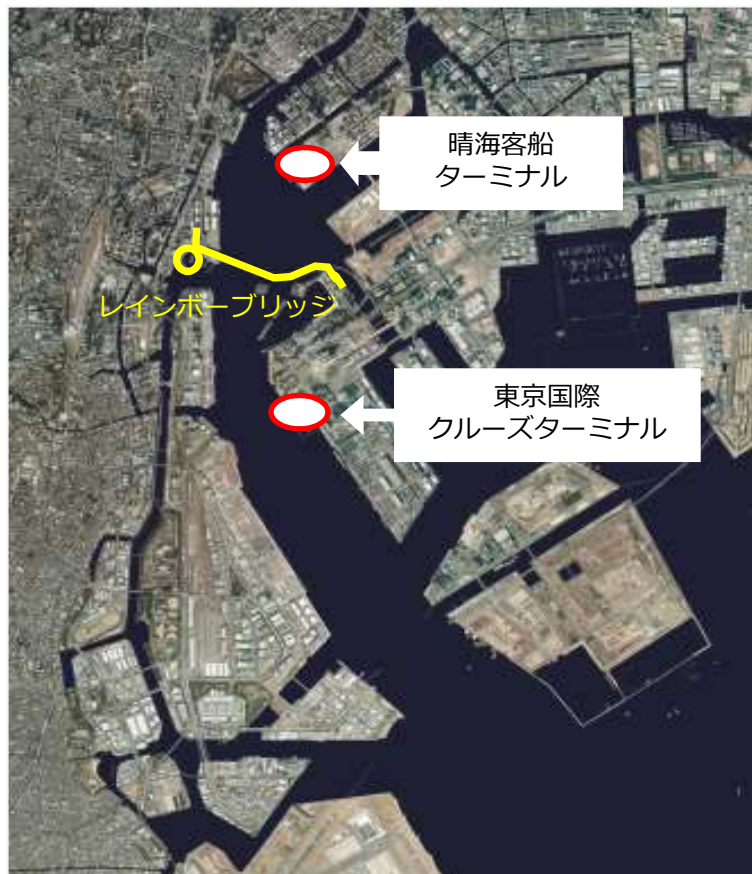 晴海客船
ターミナル
レインボーブリッジ
東京国際
クルーズターミナル